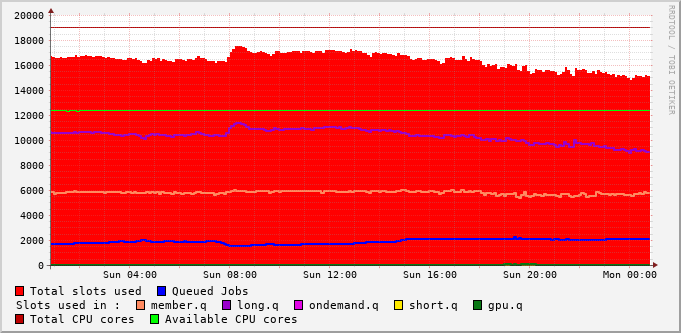 20000
18000
16000
14000
12000
10000
8000
6000
4000
2000
0
Sun 04:00 Sun 08:00 Sun 12:00 Sun 16:00 Sun 20:00 Mon 00:00
RRDTOOL / TOBI OETIKER
Total slots used Queued Jobs
Slots used in : member.q long.q ondemand.q short.q gpu.q
Total CPU cores Available CPU cores